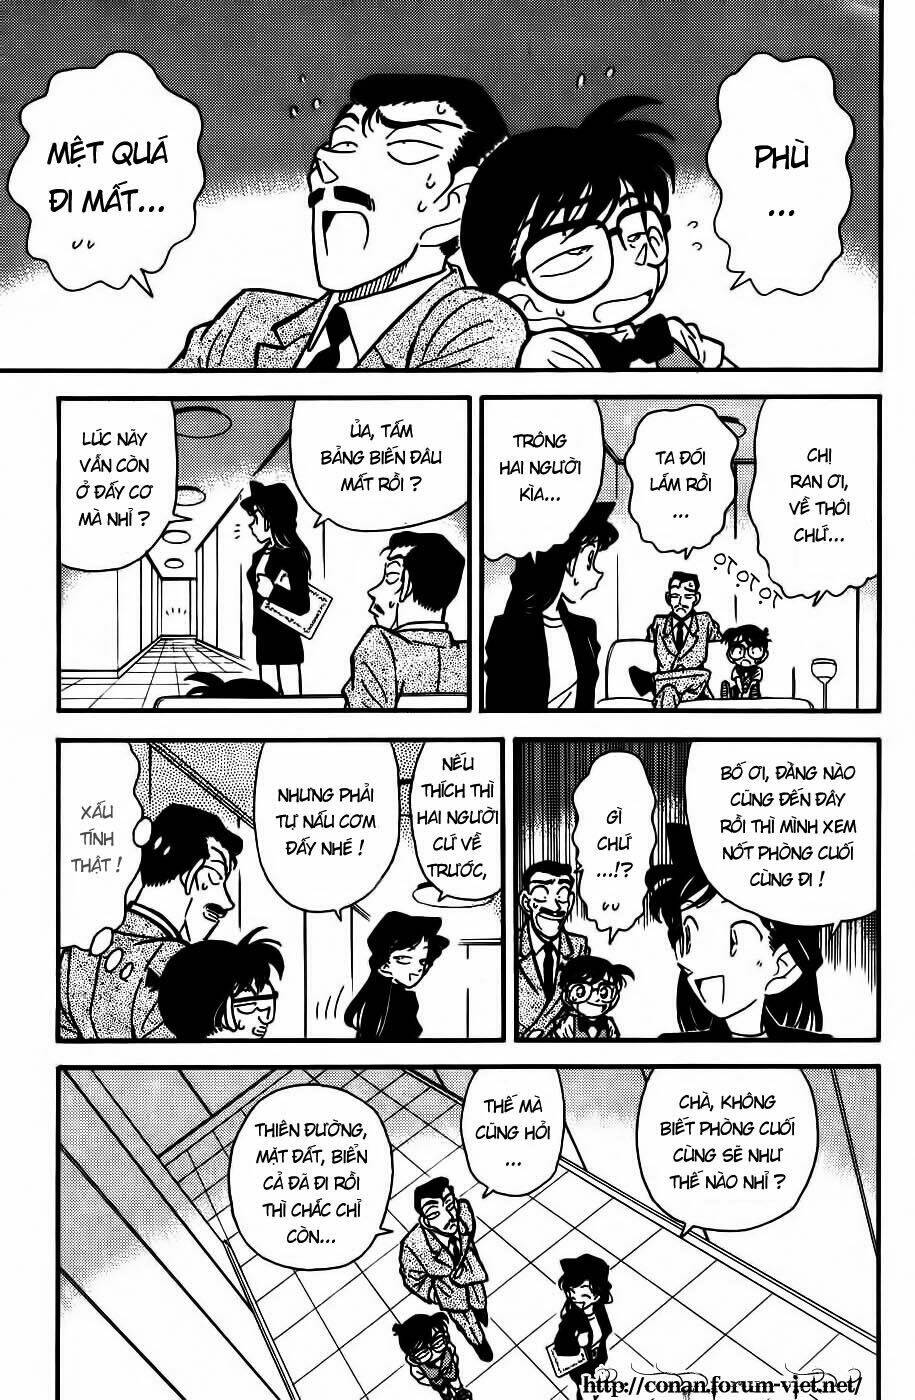 PHÙ
...
MỆT QUÁ
ĐI MẤT...
CHỊ
RAN ƠI,
VỀ THÔI
CHỨ...
TA ĐÓI
LẮM RỒI
...
TRÔNG
HAI NGƯỜI
KÌA...
ỦA, TẤM
BẢNG BIẾN ĐÂU
MẤT RỒI ?
LÚC NÀY
VẪN CÒN
Ở ĐẤY CƠ
MÀ NHỈ ?
BỐ ƠI, ĐẰNG NÀO
CŨNG ĐẾN ĐÂY
RỒI THÌ MÌNH XEM
NỐT PHÒNG CUỐI
CÙNG ĐI !
GÌ
CHỨ
...!?
NẾU
THÍCH THÌ
HAI NGƯỜI
CỨ VỀ
TRƯỚC,
NHƯNG PHẢI
TỰ NẤU CƠM
ĐẤY NHÉ !
XẤU
TÍNH
THẬT !
CHÀ, KHÔNG
BIẾT PHÒNG CUỐI
CÙNG SẼ NHƯ
THẾ NÀO NHỈ ?
THẾ MÀ
CŨNG HỎI
...
THIÊN ĐƯỜNG,
MẶT ĐẤT, BIỂN
CẢ ĐÃ ĐI RỒI
THÌ CHẮC CHỈ
CÒN...
http://conan.forum-viet.net/